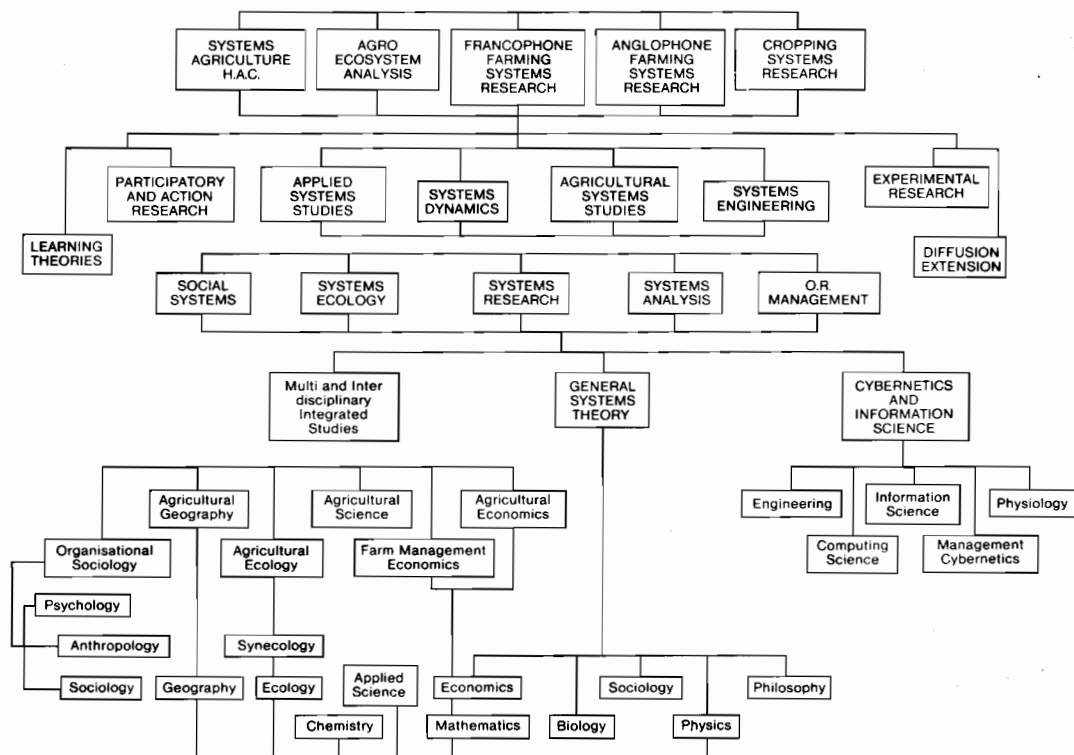 SYSTEMS
AGRICULTURE
H.A.C.
AGRO
ECOSYSTEM
ANALYSIS
FRANCOPHONE
FARMING
SYSTEMS
RESEARCH
ANGLOPHONE
FARMING
SYSTEMS
RESEARCH
CROPPING
SYSTEMS
RESEARCH
PARTICIPATORY
AND ACTION
RESEARCH
APPLIED
SYSTEMS
STUDIES
SYSTEMS
DYNAMICS
AGRICULTURAL
SYSTEMS
STUDIES
SYSTEMS
ENGINEERING
EXPERIMENTAL
RESEARCH
LEARNING
THEORIES
DIFFUSION
EXTENSION
SOCIAL
SYSTEMS
SYSTEMS
ECOLOGY
SYSTEMS
RESEARCH
SYSTEMS
ANALYSIS
O.R.
MANAGEMENT
Multi and Inter
disciplinary
Integrated
Studies
GENERAL
SYSTEMS
THEORY
CYBERNETICS
AND
INFORMATION
SCIENCE
Agricultural
Geography
Agricultural
Science
Agricultural
Economics
Engineering
Information
Science
Physiology
Organisational
Sociology
Agricultural
Ecology
Farm Management
Economics
Computing
Science
Management
Cybernetics
Psychology
Anthropology
Synecology
Sociology
Geography
Ecology
Applied
Science
Economics
Sociology
Philosophy
Chemistry
Mathematics
Biology
Physics